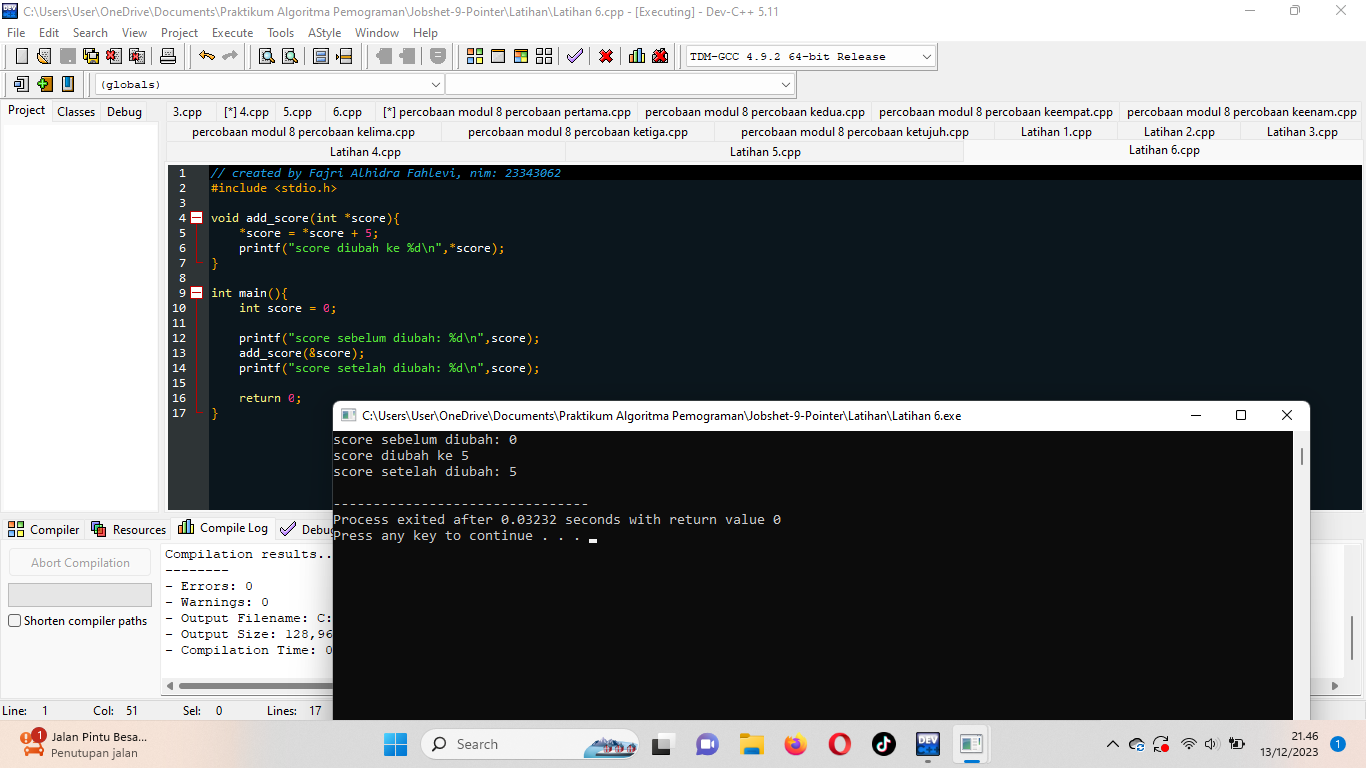 C:\Users\User\OneDrive\Documents\Praktikum Algoritma Pemograman\Jobshet-9-Pointer\Latihan\Latihan 6.cpp - [Executing] - Dev-C++ 5.11
File Edit Search View Project Execute Tools AStyle Window Help
TDM-GCC 4.9.2 64-bit Release
(globals)
Project Classes Debug
3.cpp [*] 4.cpp 5.cpp 6.cpp [*] percobaan modul 8 percobaan pertama.cpp percobaan modul 8 percobaan kedua.cpp percobaan modul 8 percobaan keempat.cpp percobaan modul 8 percobaan keenam.cpp
percobaan modul 8 percobaan kelima.cpp percobaan modul 8 percobaan ketiga.cpp percobaan modul 8 percobaan ketujuh.cpp Latihan 1.cpp Latihan 2.cpp Latihan 3.cpp
Latihan 4.cpp Latihan 5.cpp Latihan 6.cpp
1 // created by Fajri Alhidra Fahlevi, nim: 23343062
2 #include <stdio.h>
3
4 void add_score(int *score){
5 *score = *score + 5;
6 printf("score diubah ke %d\n",*score);
7 }
8
9 int main(){
10 int score = 0;
11
12 printf("score sebelum diubah: %d\n",score);
13 add_score(&score);
14 printf("score setelah diubah: %d\n",score);
15
16 return 0;
17 }
C:\Users\User\OneDrive\Documents\Praktikum Algoritma Pemograman\Jobshet-9-Pointer\Latihan\Latihan 6.exe
score sebelum diubah: 0
score diubah ke 5
score setelah diubah: 5
--------------------------------
Process exited after 0.03232 seconds with return value 0
Press any key to continue . . .
Compiler Resources Compile Log Debu
Abort Compilation
Shorten compiler paths
Compilation results..
--------
- Errors: 0
- Warnings: 0
- Output Filename: C:
- Output Size: 128,96
- Compilation Time: 0
Line: 1 Col: 51 Sel: 0 Lines: 17
1
Jalan Pintu Besa...
Penutupan jalan
Search
DEV
21.46
13/12/2023
1